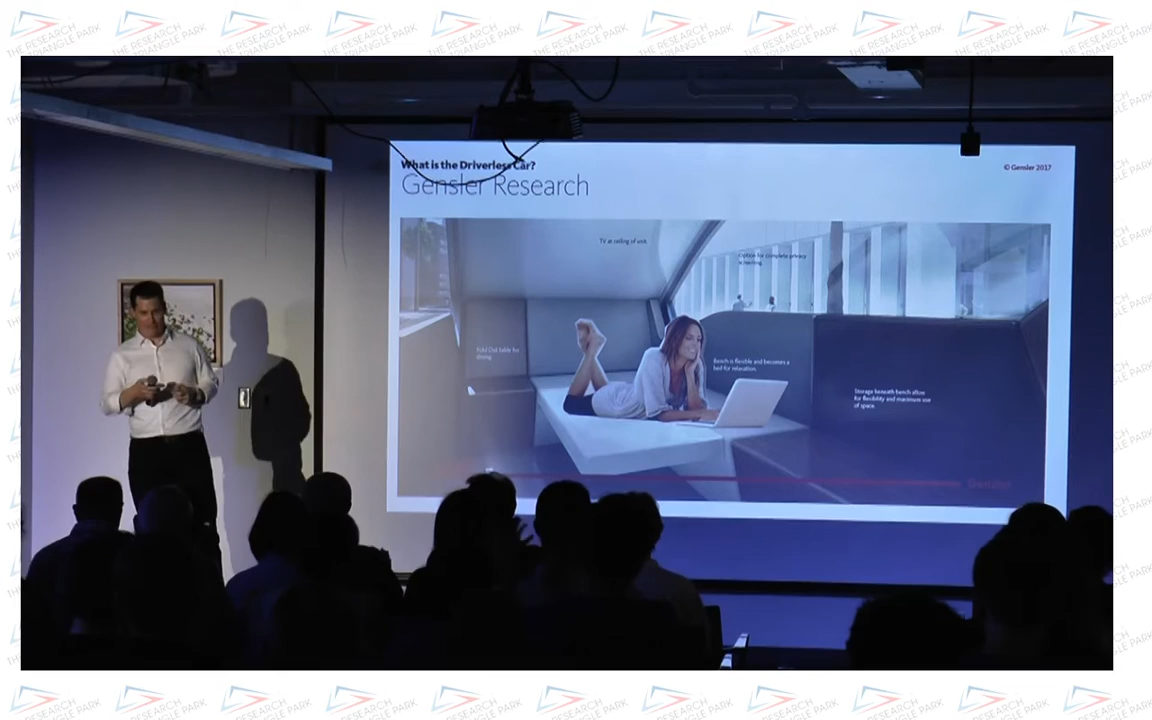 What is the Driverless Car?
Gensler Research
© Gensler 2017
TV at ceiling of unit
Option for complete privacy
screening.
Fold Out table for
dining.
Bench is flexible and becomes a
bed for relaxation.
Storage beneath bench allow
for flexibility and maximum use
of space.
Gensler
THE RESEARCH
TRIANGLE PARK